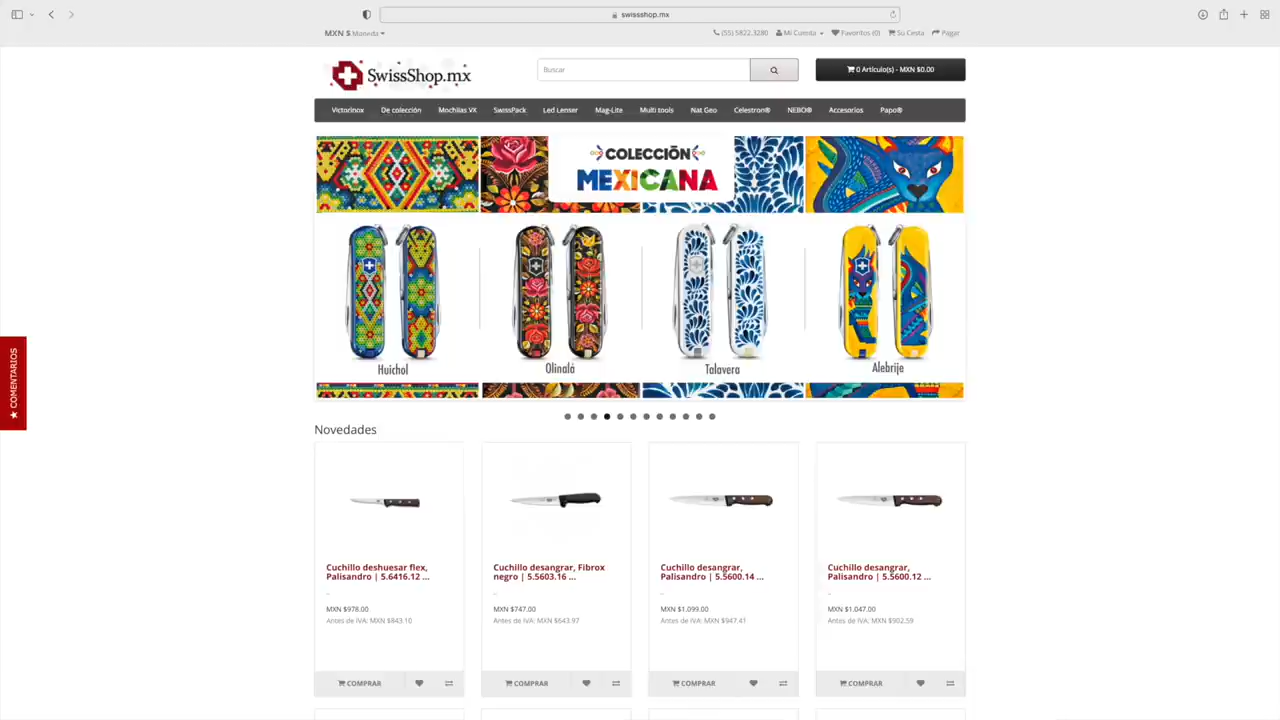 swissshop.mx
MXN $ Moneda
(55) 5822.3280 Mi Cuenta Favoritos (0) Su Cesta Pagar
SwissShop.mx
Buscar
0 Artículo(s) - MXN $0.00
Victorinox De colección Mochilas VX SwissPack Led Lenser Mag-Lite Multi tools Nat Geo Celestron® NEBO® Accesorios Papo®
COLECCIÓN
MEXICANA
Huichol Olinalá Talavera Alebrije
★ COMENTARIOS
Novedades
Cuchillo deshuesar flex,
Palisandro | 5.6416.12 ...
..
MXN $978.00
Antes de IVA: MXN $843.10
COMPRAR
Cuchillo desangrar, Fibrox
negro | 5.5603.16 ...
..
MXN $747.00
Antes de IVA: MXN $643.97
COMPRAR
Cuchillo desangrar,
Palisandro | 5.5600.14 ...
..
MXN $1,099.00
Antes de IVA: MXN $947.41
COMPRAR
Cuchillo desangrar,
Palisandro | 5.5600.12 ...
..
MXN $1,047.00
Antes de IVA: MXN $902.59
COMPRAR